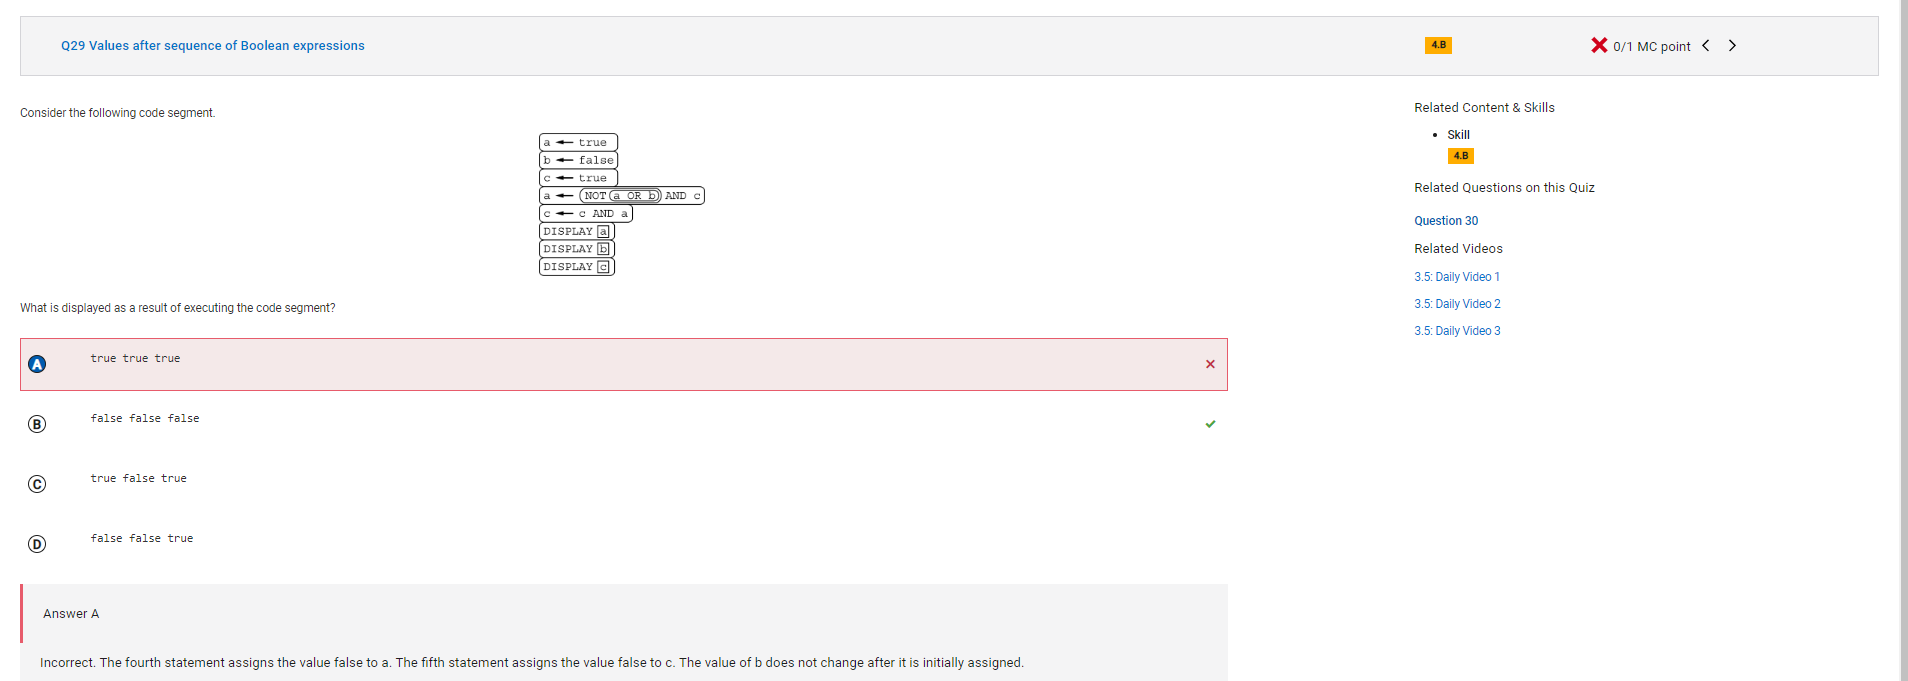 Q29 Values after sequence of Boolean expressions
4.B
0/1 MC point
Consider the following code segment.
a ← true
b ← false
c ← true
a ← NOT a OR b AND c
c ← c AND a
DISPLAY a
DISPLAY b
DISPLAY c
What is displayed as a result of executing the code segment?
A true true true
B false false false
C true false true
D false false true
Answer A
Incorrect. The fourth statement assigns the value false to a. The fifth statement assigns the value false to c. The value of b does not change after it is initially assigned.
Related Content & Skills
• Skill
4.B
Related Questions on this Quiz
Question 30
Related Videos
3.5: Daily Video 1
3.5: Daily Video 2
3.5: Daily Video 3